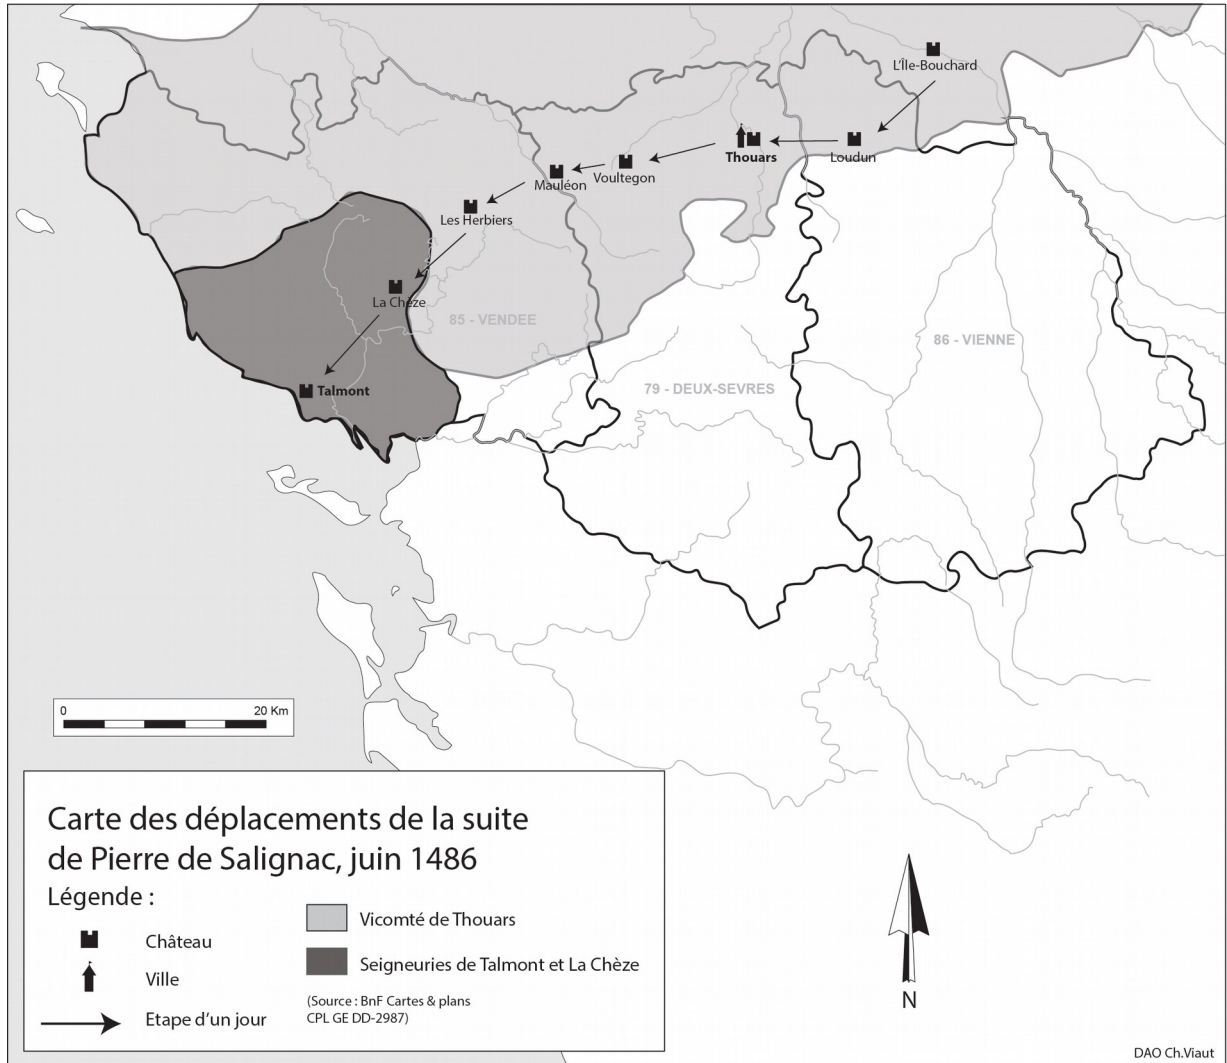 L'Île-Bouchard
Thouars
Loudun
Voultegon
Mauléon
Les Herbiers
La Chèze
85 - VENDEE
86 - VIENNE
79 - DEUX-SEVRES
Talmont
0
20 Km
Carte des déplacements de la suite
de Pierre de Salignac, juin 1486
Légende :
Château
Ville
Etape d'un jour
Vicomté de Thouars
Seigneuries de Talmont et La Chèze
(Source : BnF Cartes & plans
CPL GE DD-2987)
N
DAO Ch.Viaut